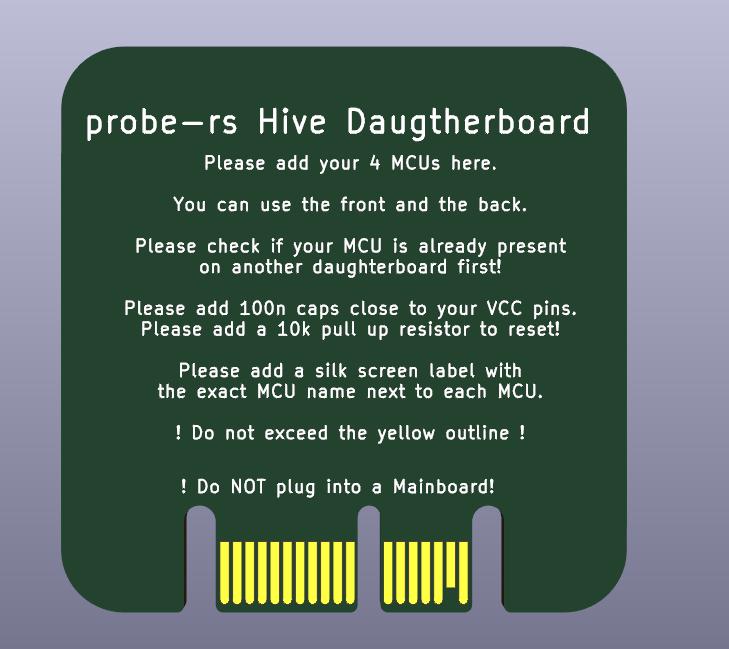 probe-rs Hive Daugtherboard
Please add your 4 MCUs here.
You can use the front and the back.
Please check if your MCU is already present
on another daughterboard first!
Please add 100n caps close to your VCC pins.
Please add a 10k pull up resistor to reset!
Please add a silk screen label with
the exact MCU name next to each MCU.
! Do not exceed the yellow outline !
! Do NOT plug into a Mainboard!